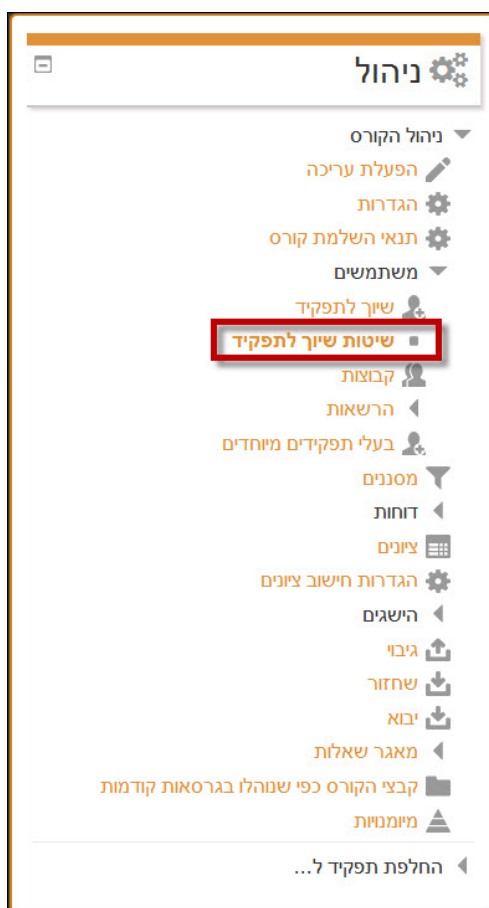 ניהול
ניהול הקורס
הפעלת עריכה
הגדרות
תנאי השלמת קורס
משתמשים
שיוך לתפקיד
שיטות שיוך לתפקיד
קבוצות
הרשאות
בעלי תפקידים מיוחדים
מסננים
דוחות
ציונים
הגדרות חישוב ציונים
הישגים
גיבוי
שחזור
יבוא
מאגר שאלות
קבצי הקורס כפי שנוהלו בגרסאות קודמות
מיומנויות
החלפת תפקיד ל...